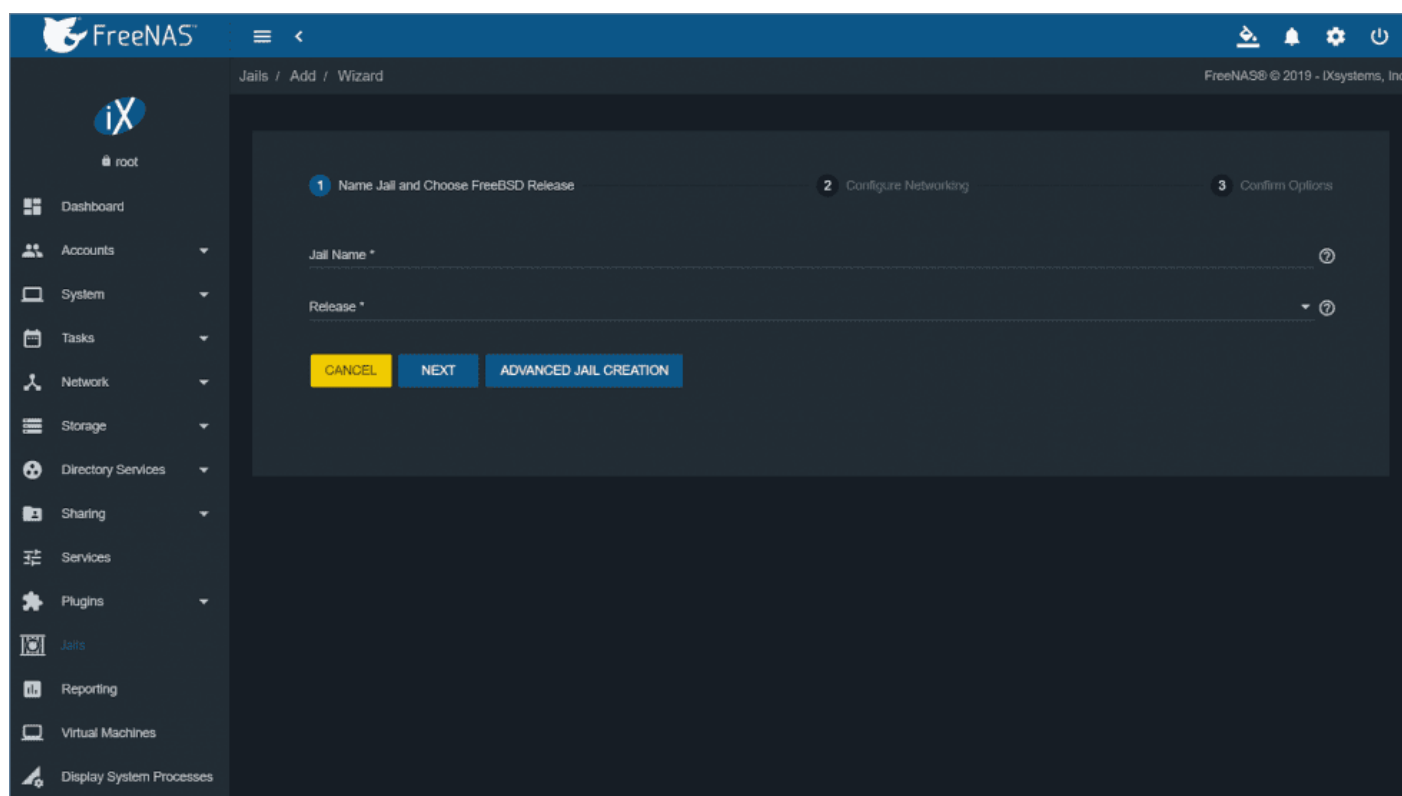 FreeNAS™
Jails / Add / Wizard
FreeNAS® © 2019 - iXsystems, Inc
iX
root
1 Name Jail and Choose FreeBSD Release
2 Configure Networking
3 Confirm Options
Dashboard
Accounts
System
Tasks
Network
Storage
Directory Services
Sharing
Services
Plugins
Jails
Reporting
Virtual Machines
Display System Processes
Jail Name *
Release *
CANCEL
NEXT
ADVANCED JAIL CREATION